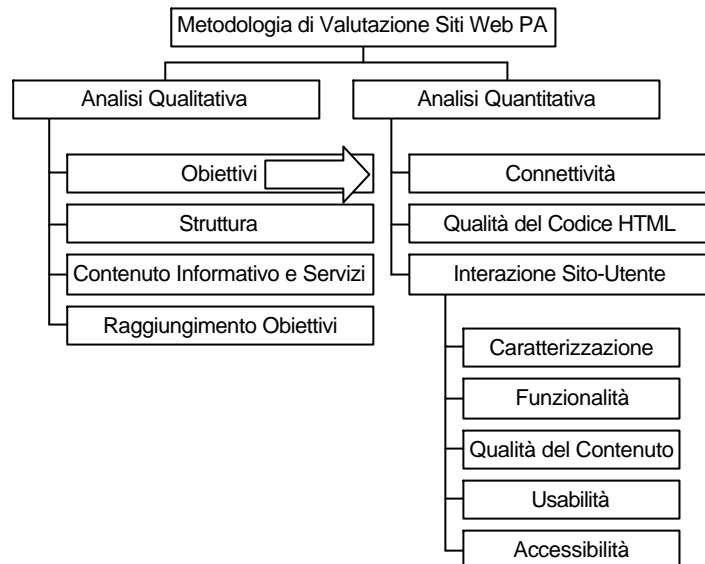 Metodologia di Valutazione Siti Web PA
Analisi Qualitativa
Analisi Quantitativa
Obiettivi
Connettività
Struttura
Qualità del Codice HTML
Contenuto Informativo e Servizi
Interazione Sito-Utente
Raggiungimento Obiettivi
Caratterizzazione
Funzionalità
Qualità del Contenuto
Usabilità
Accessibilità